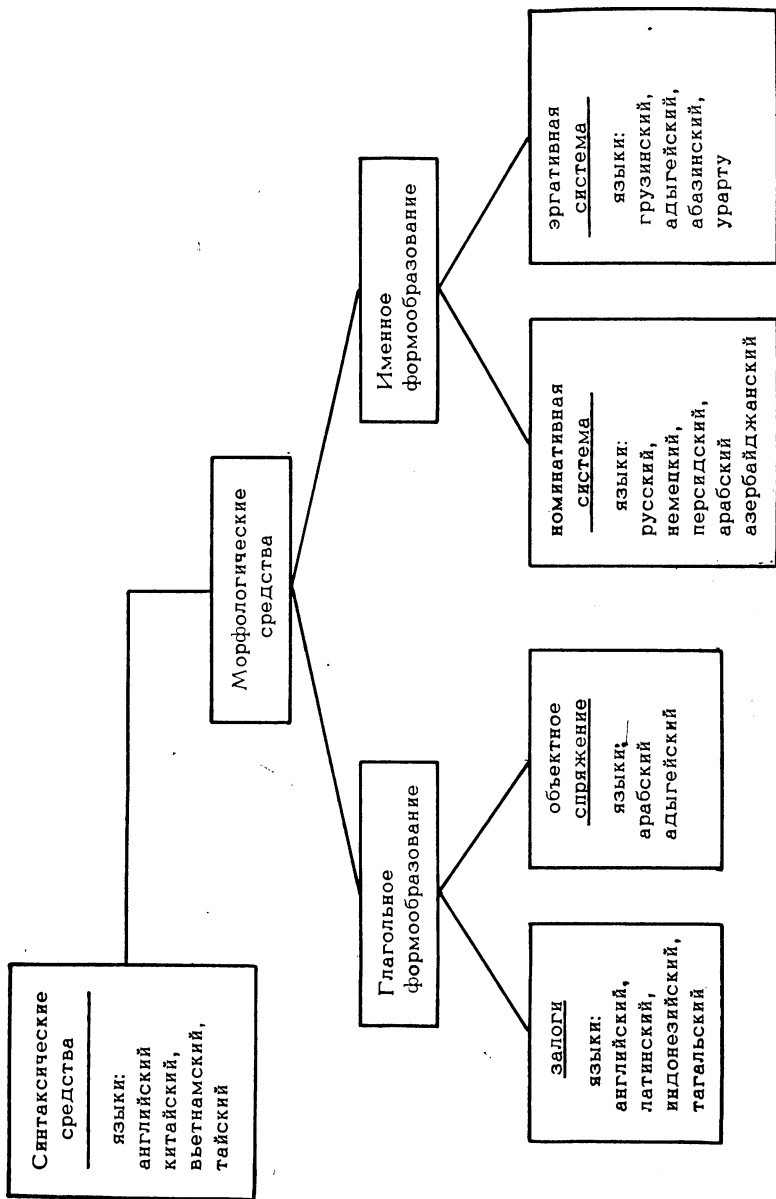 Синтаксические
средства
языки:
английский
китайский,
вьетнамский,
тайский
Морфологические
средства
Глагольное
формообразование
Именное
формообразование
залоги
языки:
английский,
латинский,
индонезийский,
тагальский
объектное
спряжение
языки:
арабский
адыгейский
номинативная
система
языки:
русский,
немецкий,
персидский,
арабский
азербайджанский
эргативная
система
языки:
грузинский,
адыгейский,
абазинский,
урарту